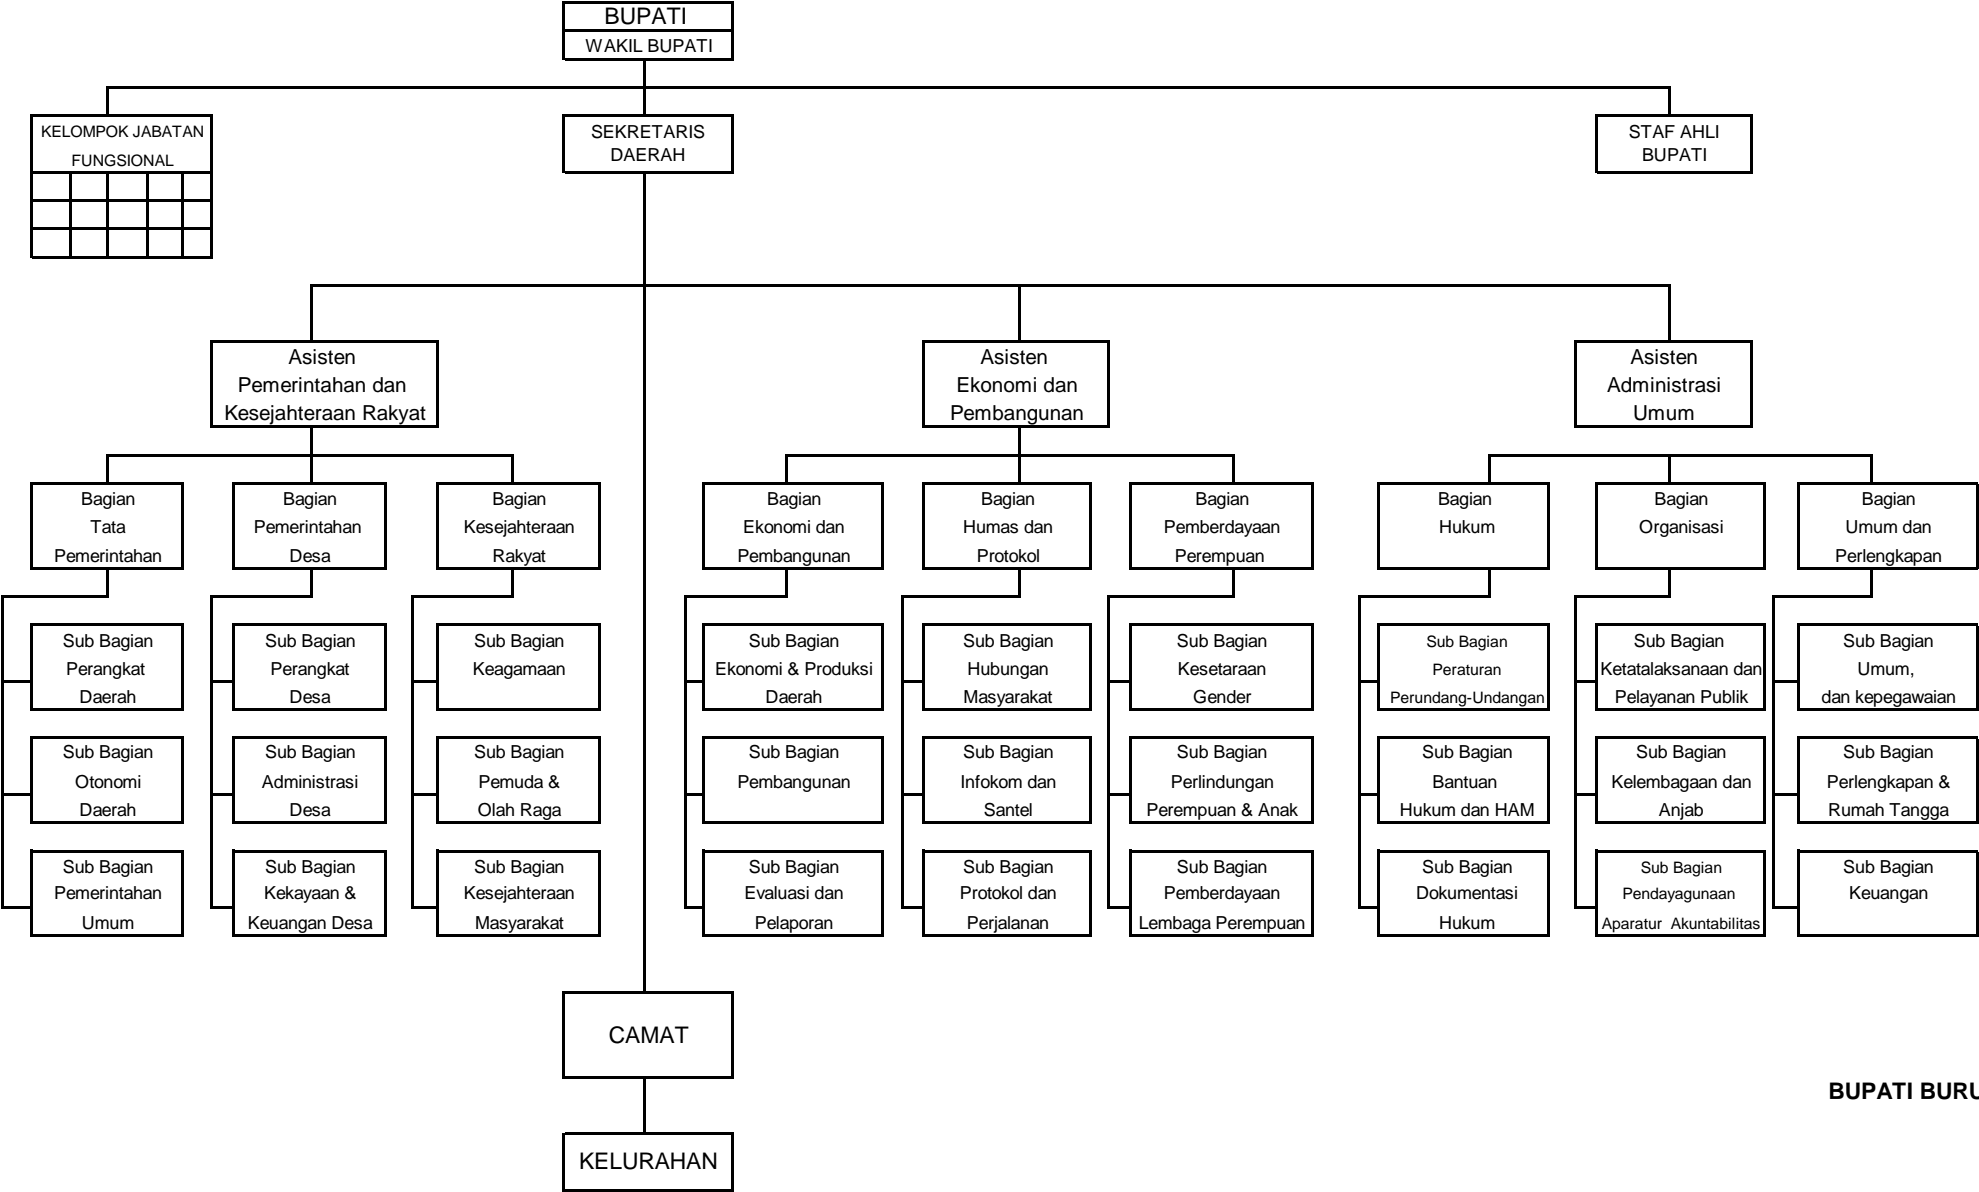 BUPATI
WAKIL BUPATI
KELOMPOK JABATAN
FUNGSIONAL
SEKRETARIS
DAERAH
STAF AHLI
BUPATI
Asisten
Pemerintahan dan
Kesejahteraan Rakyat
Asisten
Ekonomi dan
Pembangunan
Asisten
Administrasi
Umum
Bagian
Tata
Pemerintahan
Bagian
Pemerintahan
Desa
Bagian
Kesejahteraan
Rakyat
Bagian
Ekonomi dan
Pembangunan
Bagian
Humas dan
Protokol
Bagian
Pemberdayaan
Perempuan
Bagian
Hukum
Bagian
Organisasi
Bagian
Umum dan
Perlengkapan
Sub Bagian
Perangkat
Daerah
Sub Bagian
Perangkat
Desa
Sub Bagian
Keagamaan
Sub Bagian
Ekonomi & Produksi
Daerah
Sub Bagian
Hubungan
Masyarakat
Sub Bagian
Kesetaraan
Gender
Sub Bagian
Peraturan
Perundang-Undangan
Sub Bagian
Ketatalaksanaan dan
Pelayanan Publik
Sub Bagian
Umum,
dan kepegawaian
Sub Bagian
Otonomi
Daerah
Sub Bagian
Administrasi
Desa
Sub Bagian
Pemuda &
Olah Raga
Sub Bagian
Pembangunan
Sub Bagian
Infokom dan
Santel
Sub Bagian
Perlindungan
Perempuan & Anak
Sub Bagian
Bantuan
Hukum dan HAM
Sub Bagian
Kelembagaan dan
Anjab
Sub Bagian
Perlengkapan &
Rumah Tangga
Sub Bagian
Pemerintahan
Umum
Sub Bagian
Kekayaan &
Keuangan Desa
Sub Bagian
Kesejahteraan
Masyarakat
Sub Bagian
Evaluasi dan
Pelaporan
Sub Bagian
Protokol dan
Perjalanan
Sub Bagian
Pemberdayaan
Lembaga Perempuan
Sub Bagian
Dokumentasi
Hukum
Sub Bagian
Pendayagunaan
Aparatur Akuntabilitas
Sub Bagian
Keuangan
CAMAT
BUPATI BURU
KELURAHAN